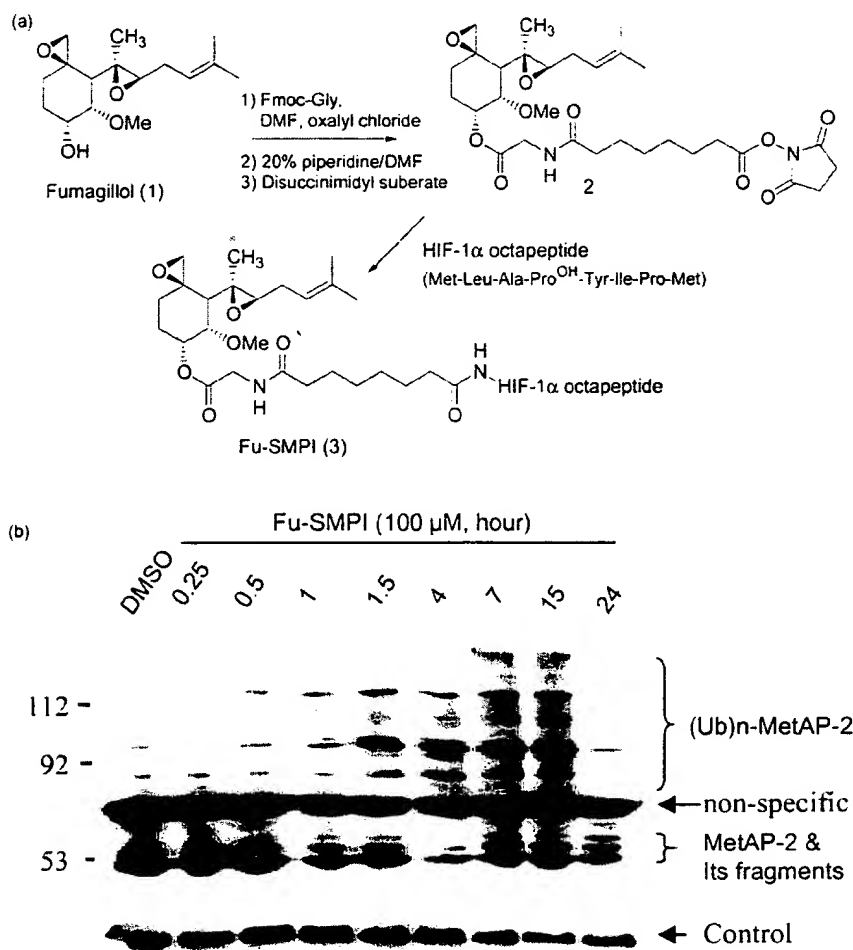 (a)
O
CH3
O
OMe
OH
Fumagillol (1)
1) Fmoc-Gly,
DMF, oxalyl chloride
2) 20% piperidine/DMF
3) Disuccinimidyl suberate
O
CH3
O
OMe
O
O
N
H
O
O
O
N
O
O
2
HIF-1α octapeptide
(Met-Leu-Ala-ProOH-Tyr-Ile-Pro-Met)
O
CH3
O
OMe
O
O
N
H
O
O
H
N
HIF-1α octapeptide
Fu-SMPI (3)
(b)
Fu-SMPI (100 µM, hour)
DMSO 0.25 0.5 1 1.5 4 7 15 24
112
92
53
(Ub)n-MetAP-2
non-specific
MetAP-2 &
Its fragments
Control